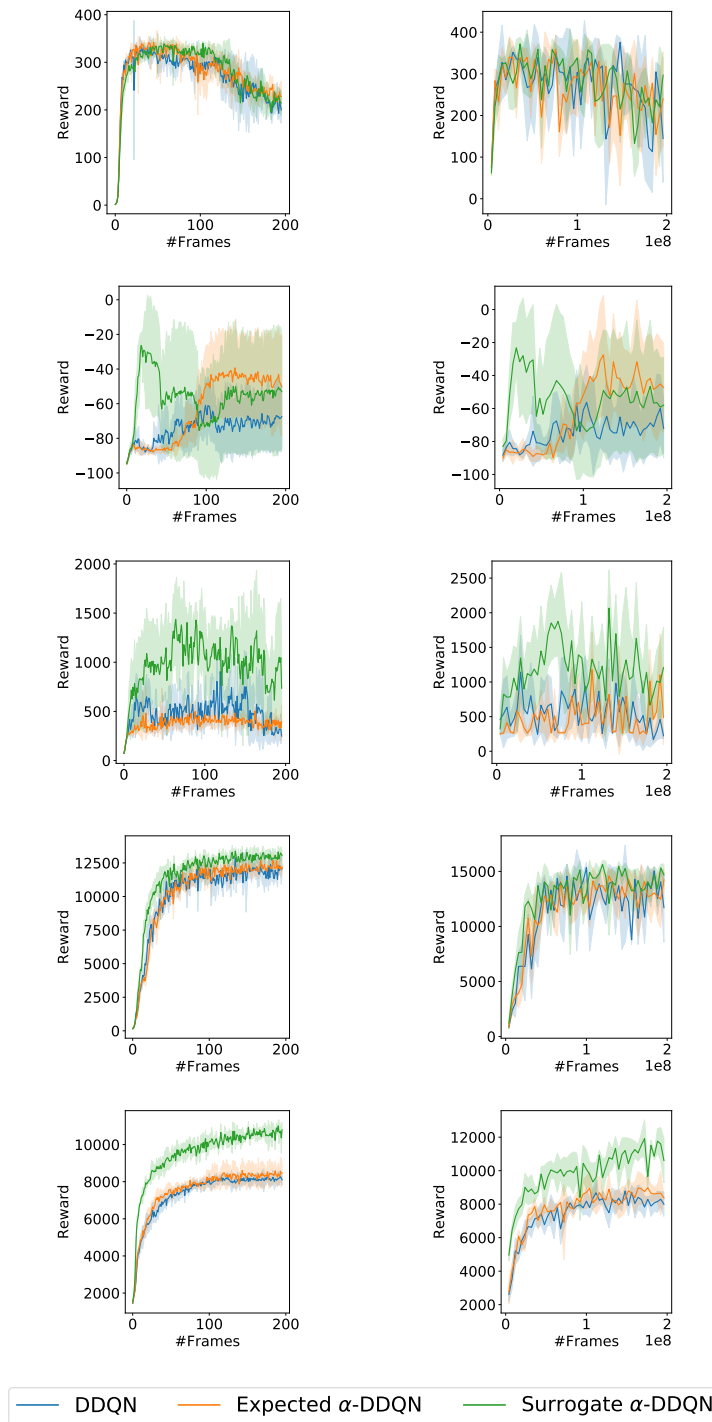 400
300
200
100
0
Reward
0 100 200
#Frames
400
300
200
100
0
Reward
0 1 2
#Frames 1e8
0
−20
−40
−60
−80
−100
Reward
0 100 200
#Frames
0
−20
−40
−60
−80
−100
Reward
0 1 2
#Frames 1e8
2000
1500
1000
500
0
Reward
0 100 200
#Frames
2500
2000
1500
1000
500
0
Reward
0 1 2
#Frames 1e8
12500
10000
7500
5000
2500
0
Reward
0 100 200
#Frames
15000
10000
5000
0
Reward
0 1 2
#Frames 1e8
10000
8000
6000
4000
2000
Reward
0 100 200
#Frames
12000
10000
8000
6000
4000
2000
Reward
0 1 2
#Frames 1e8
DDQN Expected α-DDQN Surrogate α-DDQN